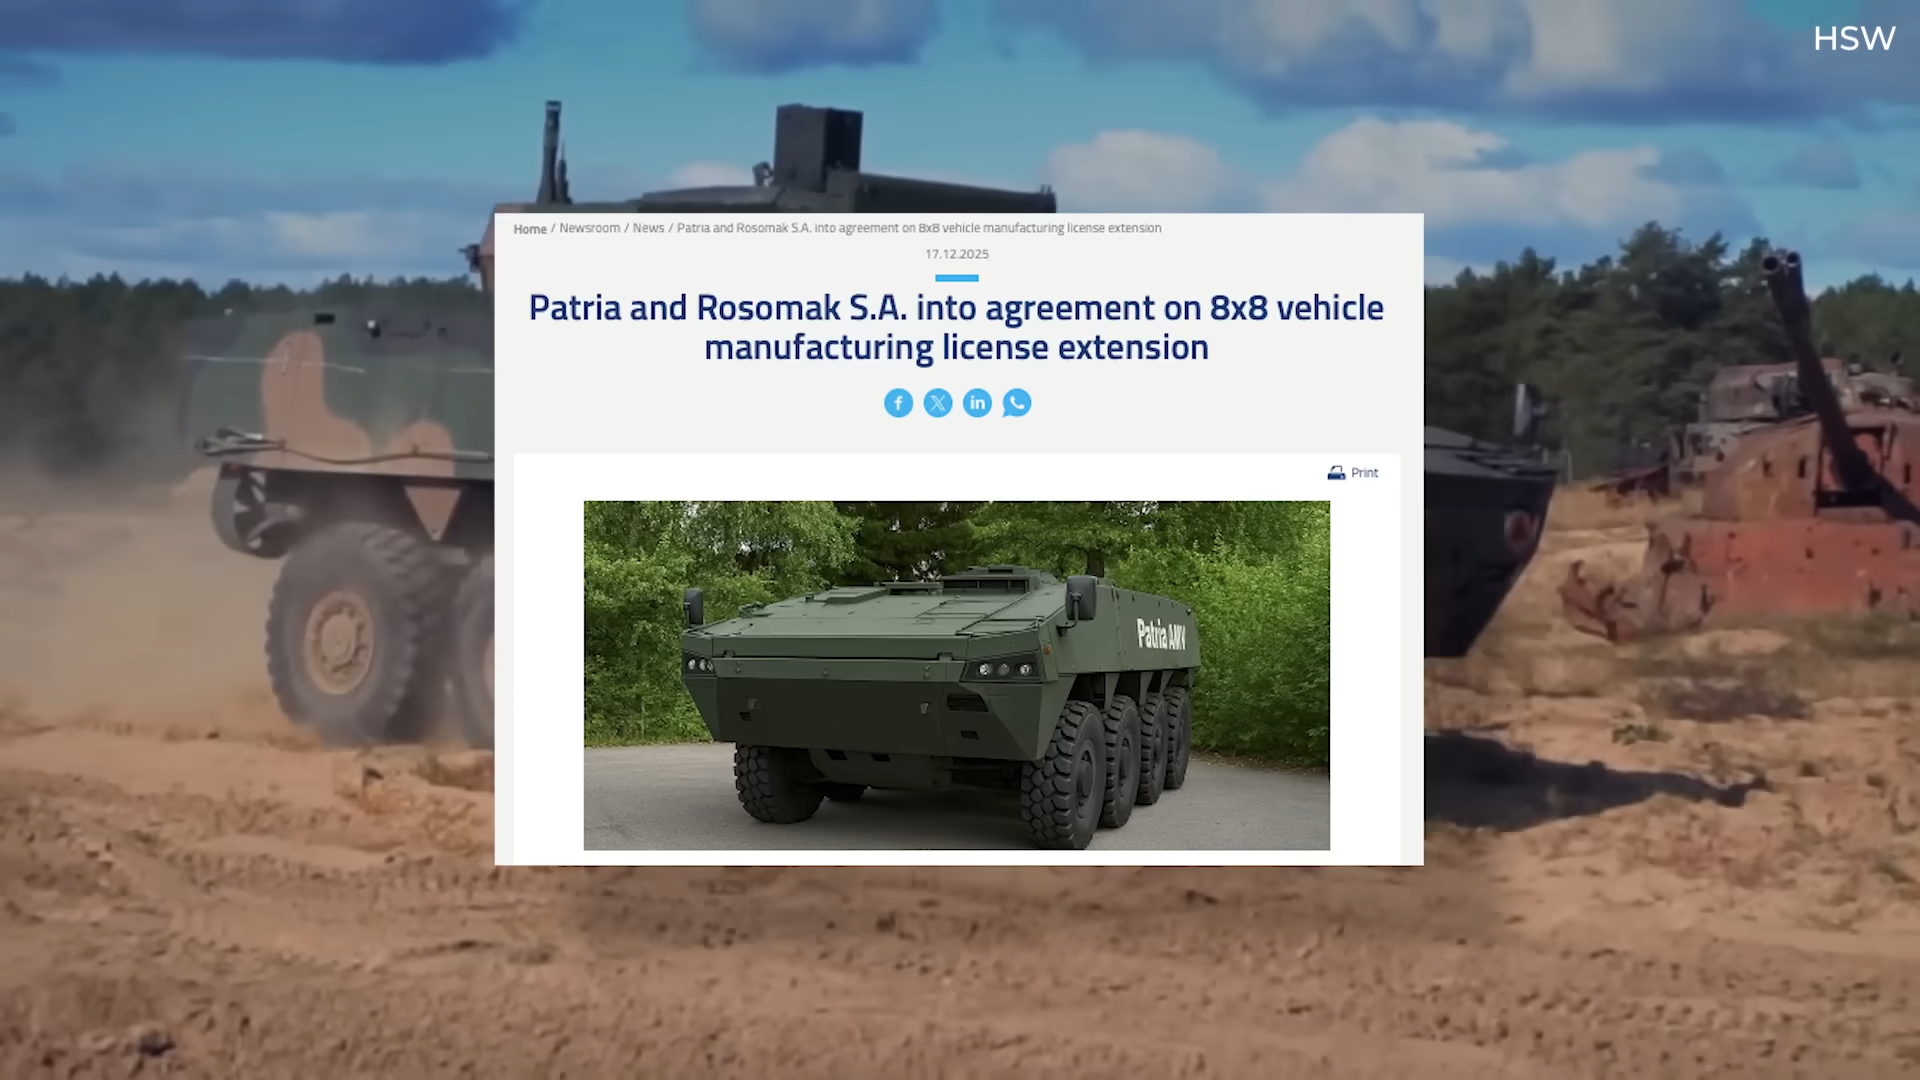 HSW
Home / Newsroom / News / Patria and Rosomak S.A. into agreement on 8x8 vehicle manufacturing license extension
17.12.2025
Patria and Rosomak S.A. into agreement on 8x8 vehicle
manufacturing license extension
Print
Patria AMV